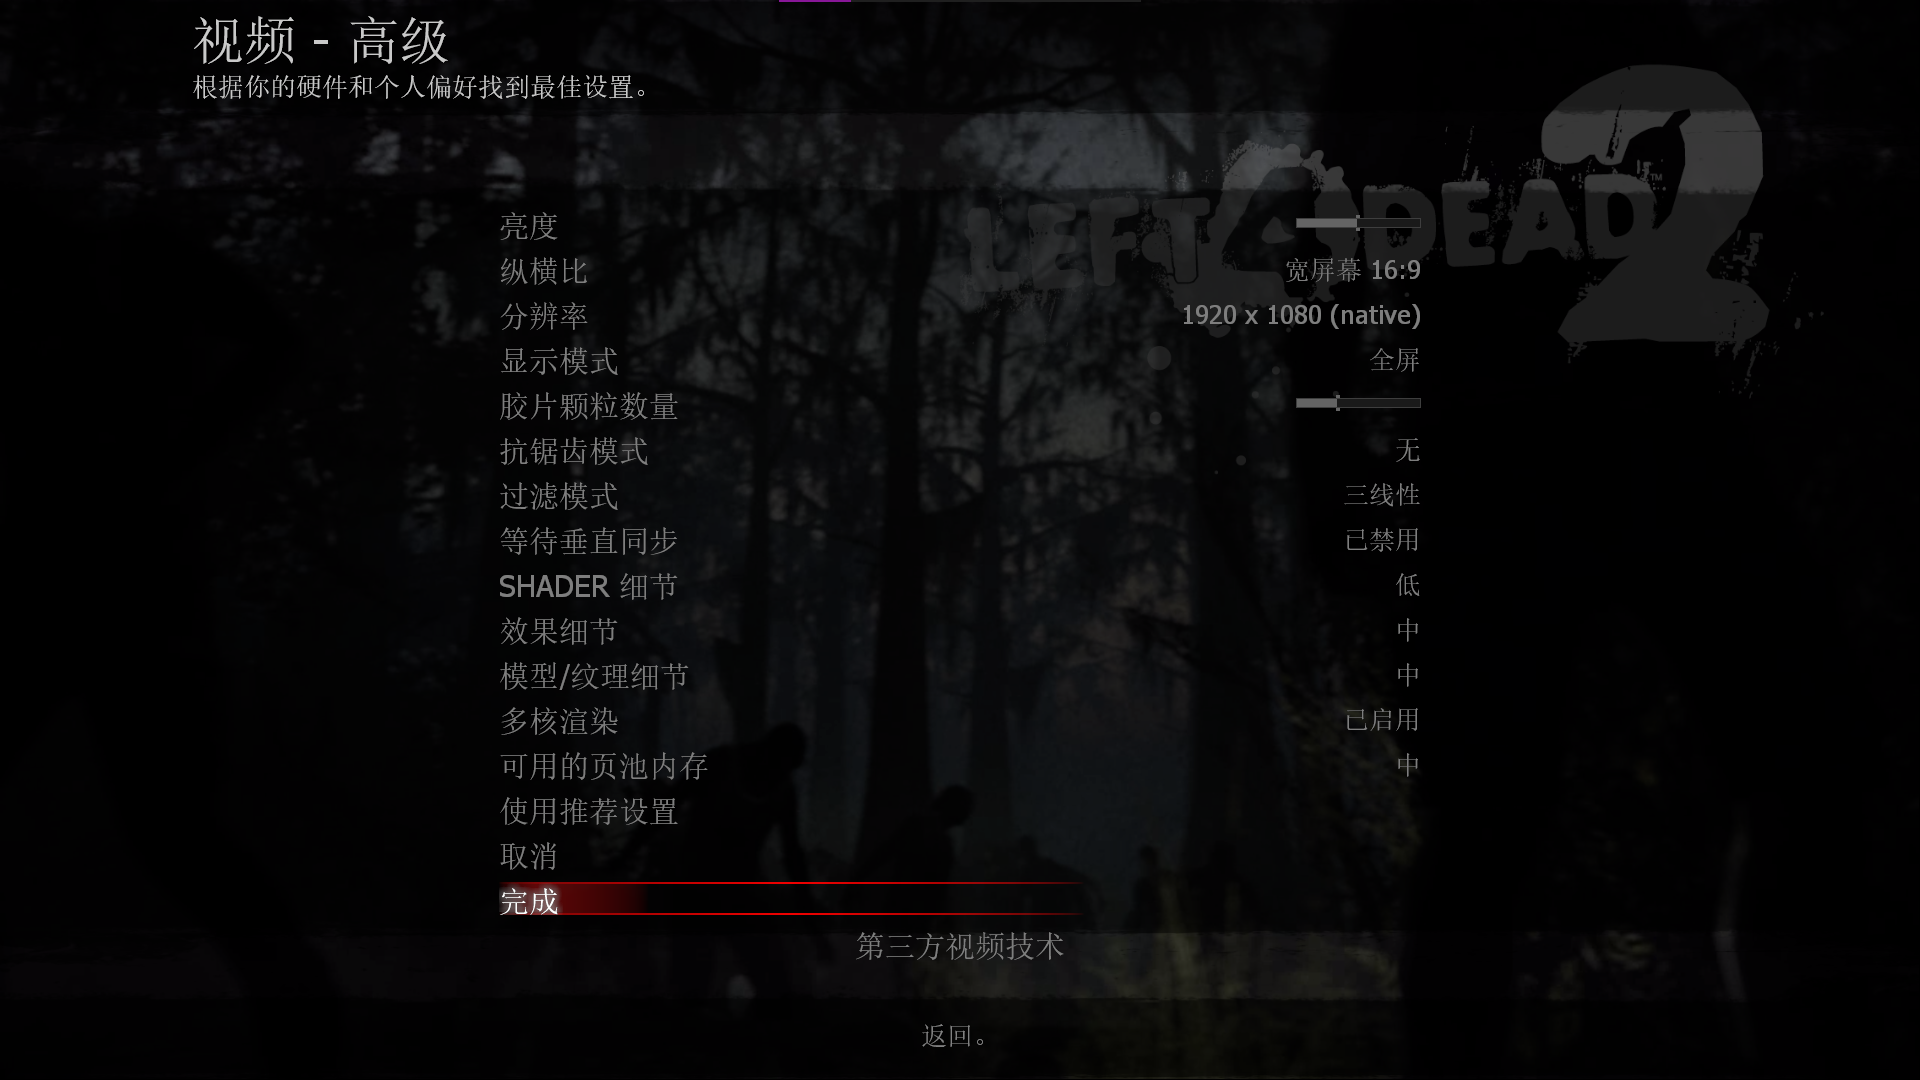 视频 - 高级
根据你的硬件和个人偏好找到最佳设置。
LEFT 4 DEAD 2 ™
亮度
纵横比 宽屏幕 16:9
分辨率 1920 x 1080 (native)
显示模式 全屏
胶片颗粒数量
抗锯齿模式 无
过滤模式 三线性
等待垂直同步 已禁用
SHADER 细节 低
效果细节 中
模型/纹理细节 中
多核渲染 已启用
可用的页池内存 中
使用推荐设置
取消
完成
第三方视频技术
返回。